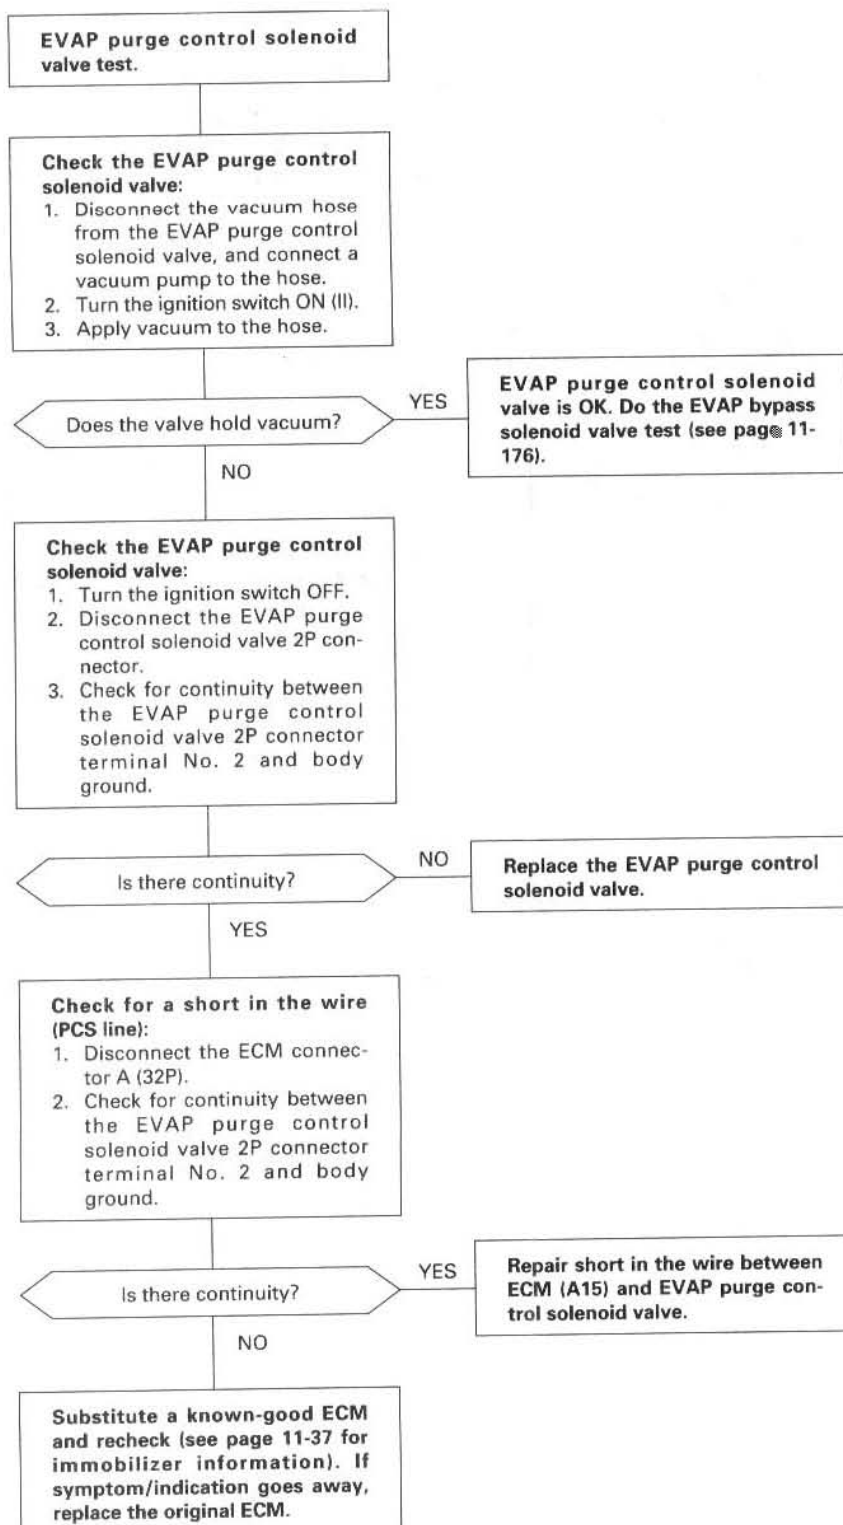 EVAP purge control solenoid
valve test.
Check the EVAP purge control
solenoid valve:
1. Disconnect the vacuum hose
from the EVAP purge control
solenoid valve, and connect a
vacuum pump to the hose.
2. Turn the ignition switch ON (II).
3. Apply vacuum to the hose.
Does the valve hold vacuum?
YES
EVAP purge control solenoid
valve is OK. Do the EVAP bypass
solenoid valve test (see page 11-
176).
NO
Check the EVAP purge control
solenoid valve:
1. Turn the ignition switch OFF.
2. Disconnect the EVAP purge
control solenoid valve 2P con-
nector.
3. Check for continuity between
the EVAP purge control
solenoid valve 2P connector
terminal No. 2 and body
ground.
Is there continuity?
NO
Replace the EVAP purge control
solenoid valve.
YES
Check for a short in the wire
(PCS line):
1. Disconnect the ECM connec-
tor A (32P).
2. Check for continuity between
the EVAP purge control
solenoid valve 2P connector
terminal No. 2 and body
ground.
Is there continuity?
YES
Repair short in the wire between
ECM (A15) and EVAP purge con-
trol solenoid valve.
NO
Substitute a known-good ECM
and recheck (see page 11-37 for
immobilizer information). If
symptom/indication goes away,
replace the original ECM.